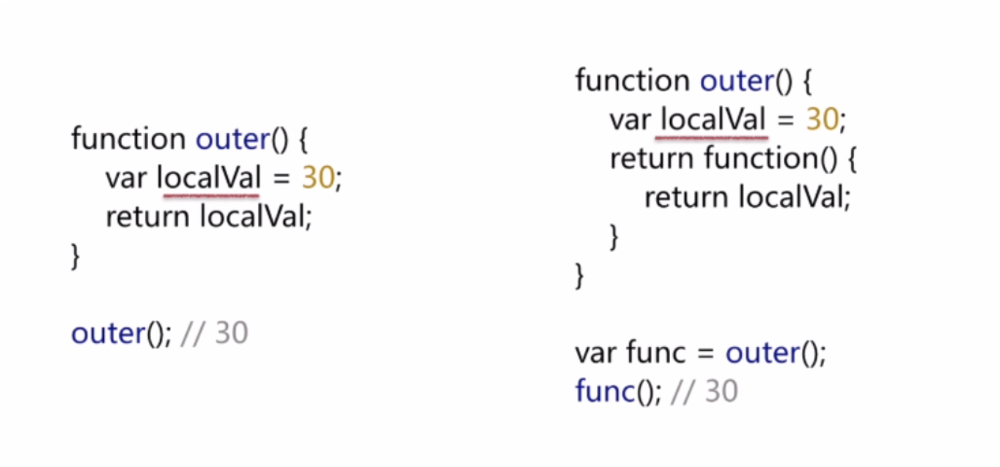 function outer() {
var localVal = 30;
return localVal;
}
outer(); // 30
function outer() {
var localVal = 30;
return function() {
return localVal;
}
}
var func = outer();
func(); // 30